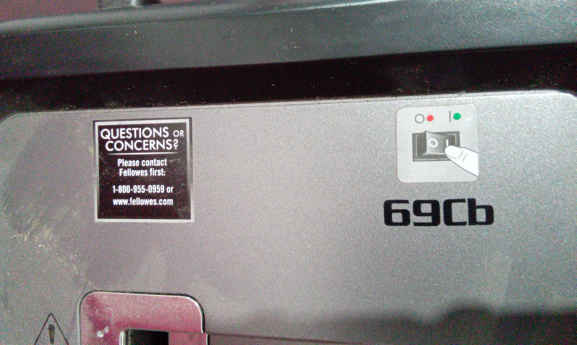 QUESTIONS OR
CONCERNS?
Please contact
Fellowes first:
1-800-955-0959 or
www.fellowes.com
69Cb